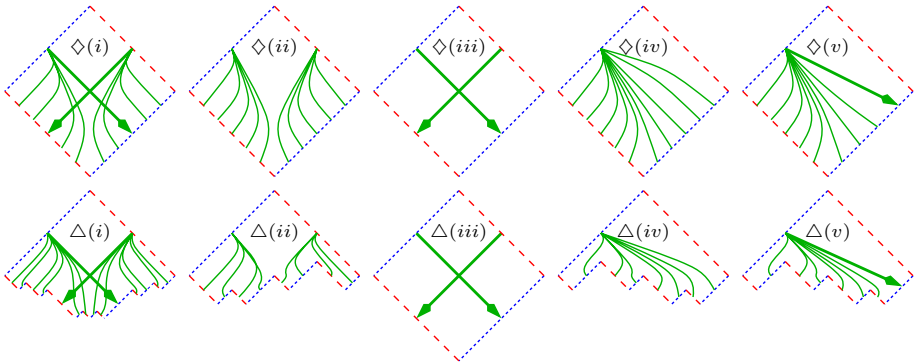 ◇(i) ◇(ii) ◇(iii) ◇(iv) ◇(v)
△(i) △(ii) △(iii) △(iv) △(v)